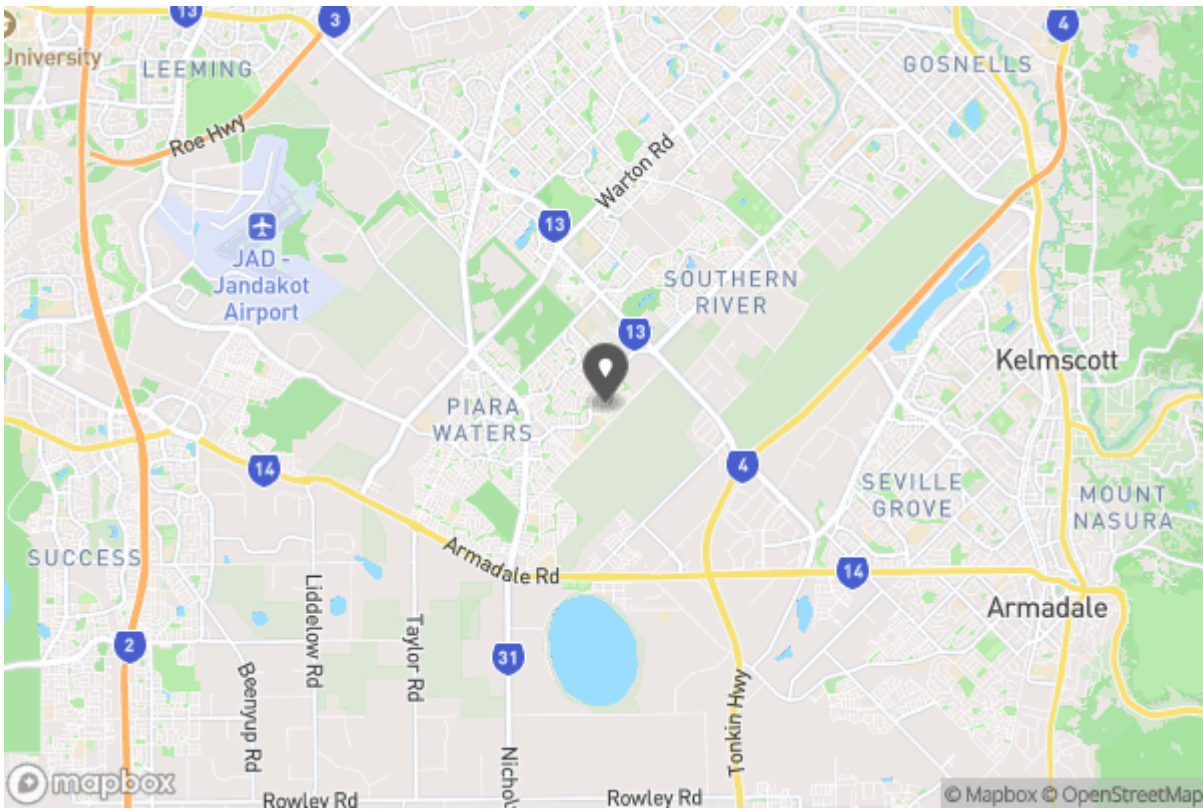 13
3
4
University
LEEMING
GOSNELLS
Roe Hwy
Warton Rd
13
JAD -
Jandakot
Airport
SOUTHERN
RIVER
13
Kelmscott
PIARA
WATERS
14
4
SEVILLE
GROVE
MOUNT
NASURA
SUCCESS
Armadale Rd
14
Armadale
Liddelow Rd
Taylor Rd
2
31
Beenyup Rd
Tonkin Hwy
Nichol
mapbox
Rowley Rd
Rowley Rd
© Mapbox © OpenStreetMap